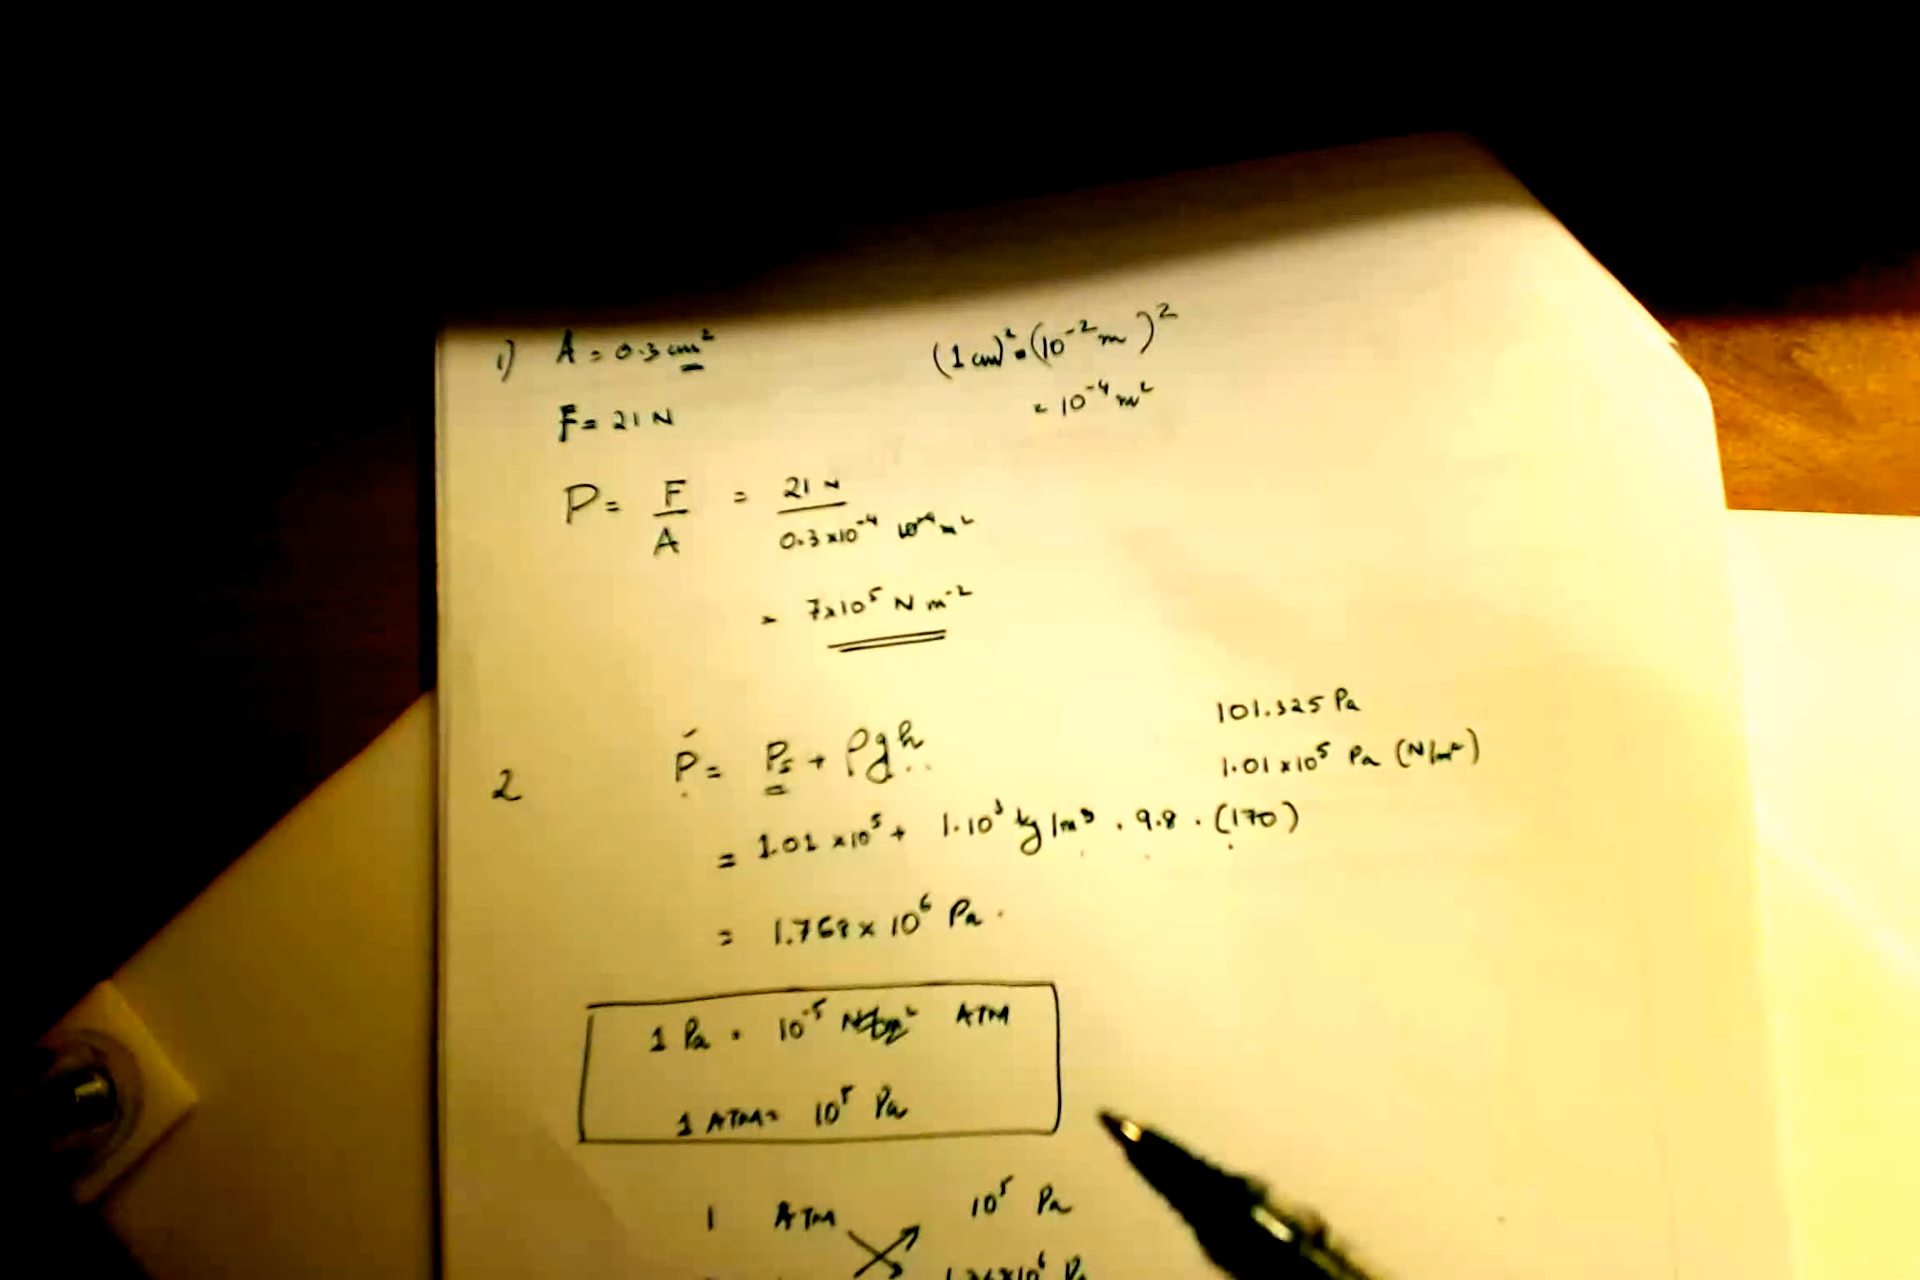 1) A = 0.3 cm²
(1 cm)² = (10⁻² m)²
= 10⁻⁴ m²
F = 21 N
P = F/A = 21 N / 0.3 x 10⁻⁴ m²
= 7x10⁵ N m⁻²
101.325 Pa
1.01 x 10⁵ Pa (N/m²)
2 P = Ps + ρgh
= 1.01 x 10⁵ + 1.10³ kg/m³ . 9.8 . (170)
= 1.768 x 10⁶ Pa.
1 Pa = 10⁻⁵ ATM
1 ATM = 10⁵ Pa
1 ATM 10⁵ Pa